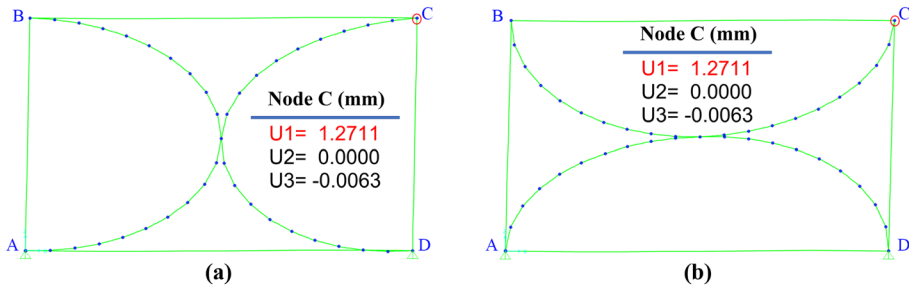 B
C
Node C (mm)
U1= 1.2711
U2= 0.0000
U3= -0.0063
A
D
(a)
B
C
Node C (mm)
U1= 1.2711
U2= 0.0000
U3= -0.0063
A
D
(b)